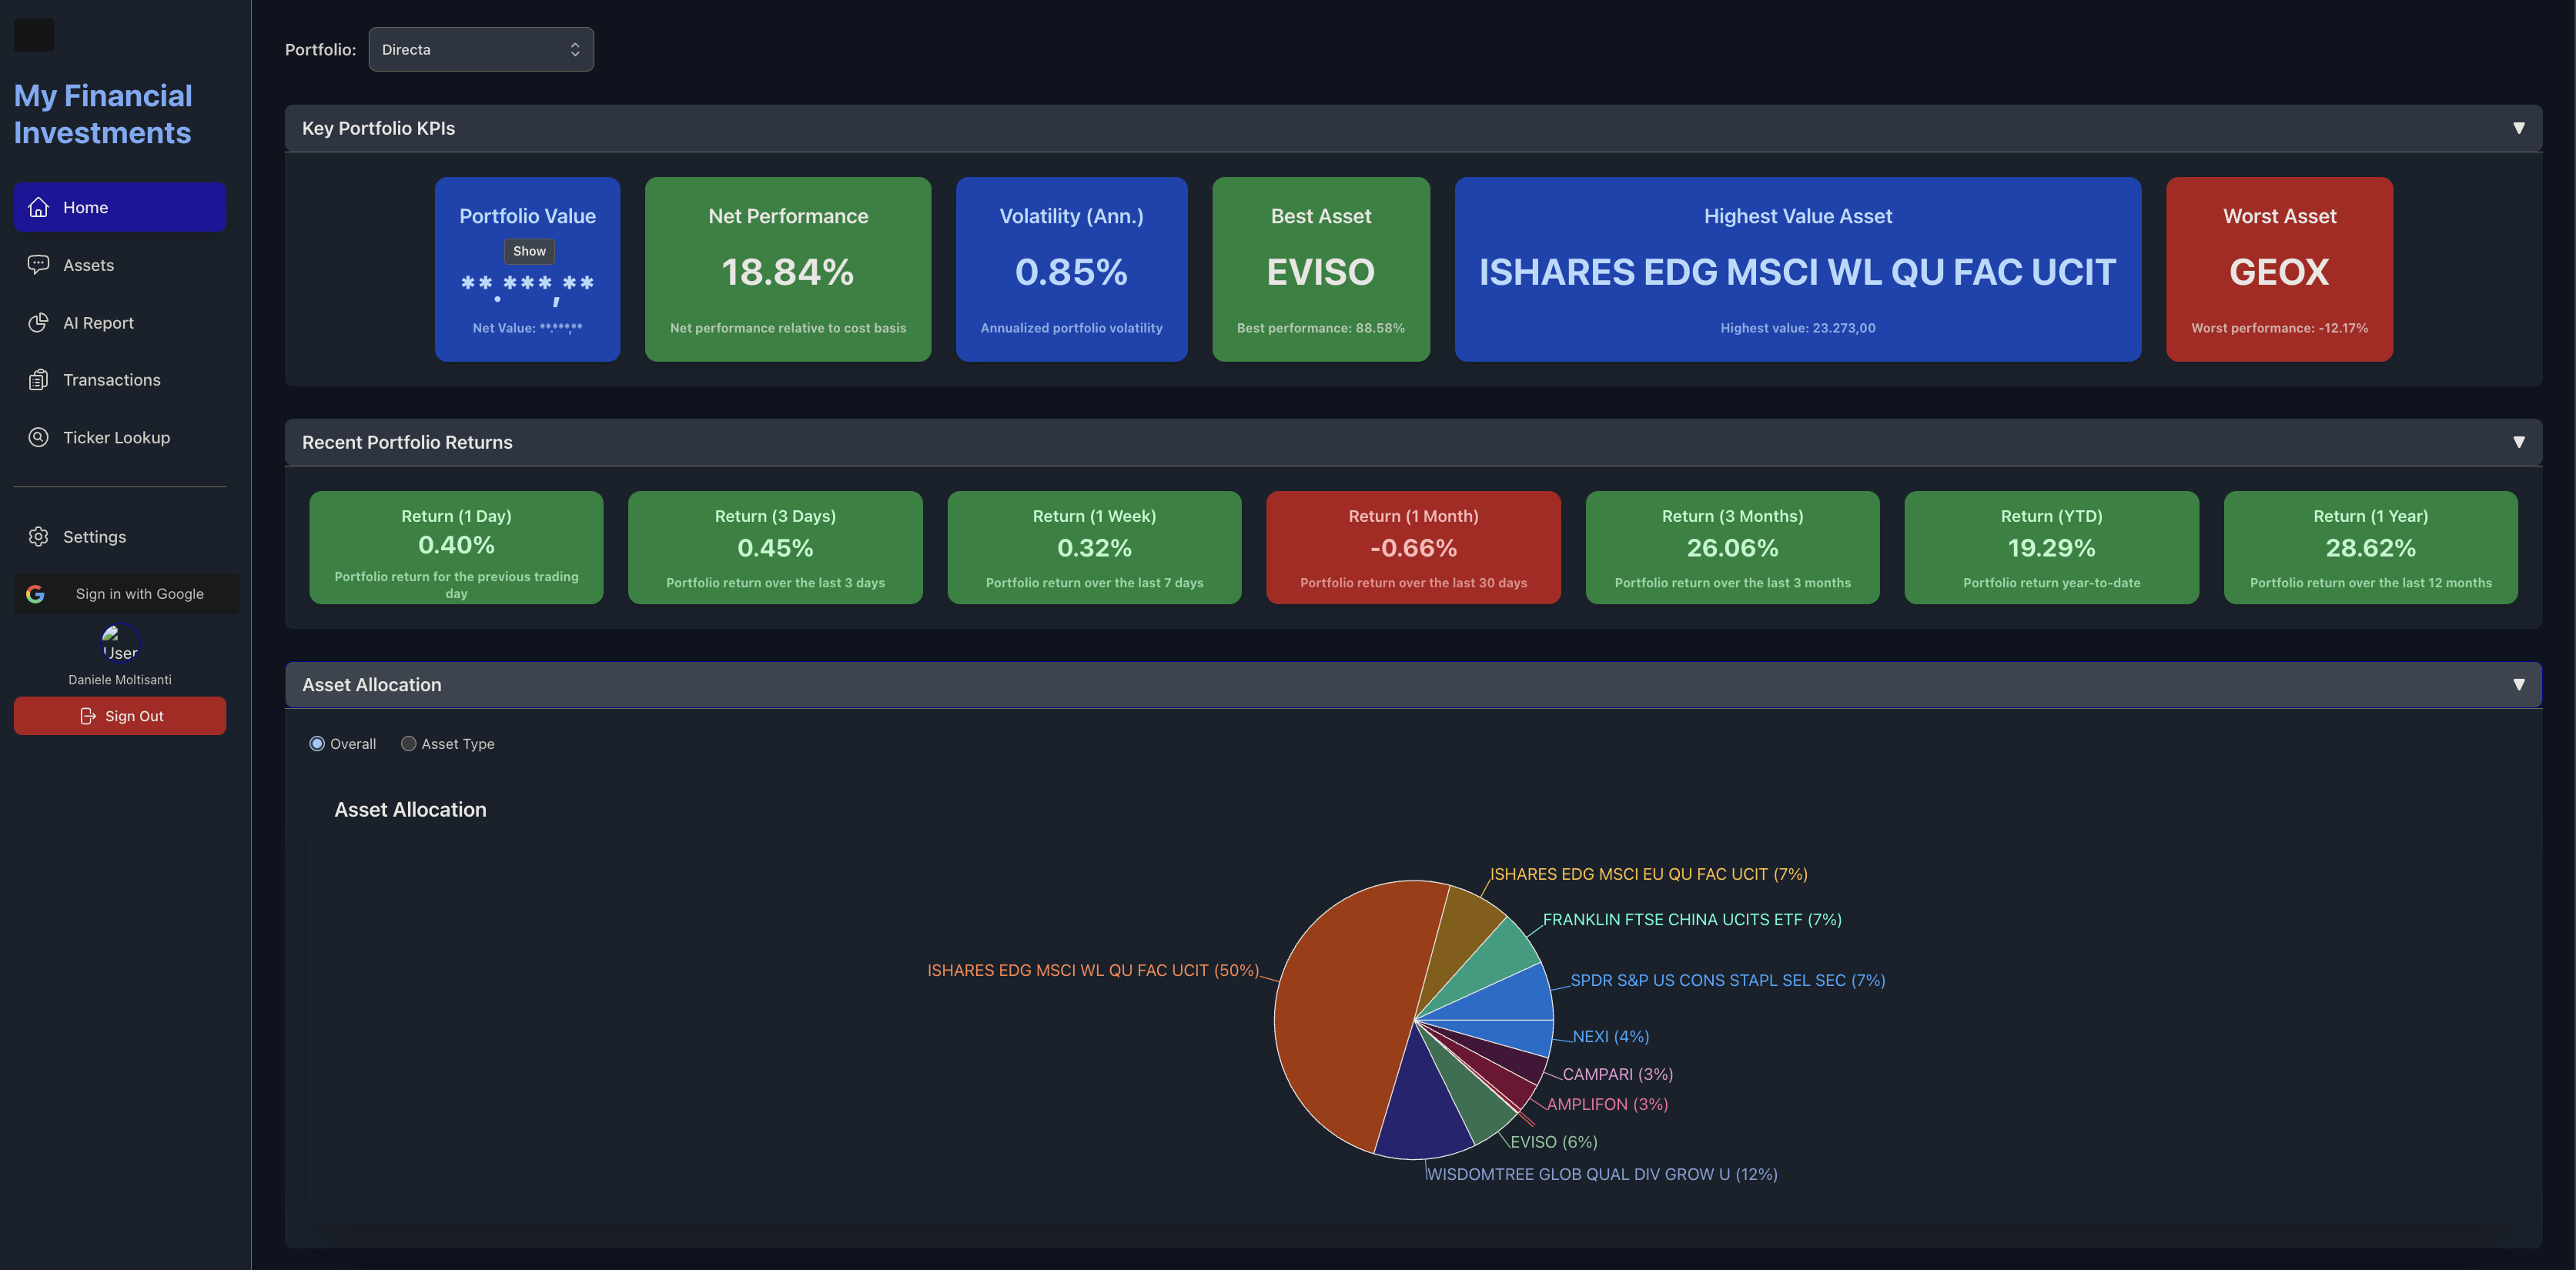 My Financial
Investments
Home
Assets
AI Report
Transactions
Ticker Lookup
Settings
Sign in with Google
User
Daniele Moltisanti
Sign Out
Portfolio:
Directa
Key Portfolio KPIs
▼
Portfolio Value
Show
**.***,**
Net Value: **.***,**
Net Performance
18.84%
Net performance relative to cost basis
Volatility (Ann.)
0.85%
Annualized portfolio volatility
Best Asset
EVISO
Best performance: 88.58%
Highest Value Asset
ISHARES EDG MSCI WL QU FAC UCIT
Highest value: 23.273,00
Worst Asset
GEOX
Worst performance: -12.17%
Recent Portfolio Returns
▼
Return (1 Day)
0.40%
Portfolio return for the previous trading
day
Return (3 Days)
0.45%
Portfolio return over the last 3 days
Return (1 Week)
0.32%
Portfolio return over the last 7 days
Return (1 Month)
-0.66%
Portfolio return over the last 30 days
Return (3 Months)
26.06%
Portfolio return over the last 3 months
Return (YTD)
19.29%
Portfolio return year-to-date
Return (1 Year)
28.62%
Portfolio return over the last 12 months
Asset Allocation
▼
Overall
Asset Type
Asset Allocation
ISHARES EDG MSCI EU QU FAC UCIT (7%)
FRANKLIN FTSE CHINA UCITS ETF (7%)
ISHARES EDG MSCI WL QU FAC UCIT (50%)
SPDR S&P US CONS STAPL SEL SEC (7%)
NEXI (4%)
CAMPARI (3%)
AMPLIFON (3%)
EVISO (6%)
WISDOMTREE GLOB QUAL DIV GROW U (12%)